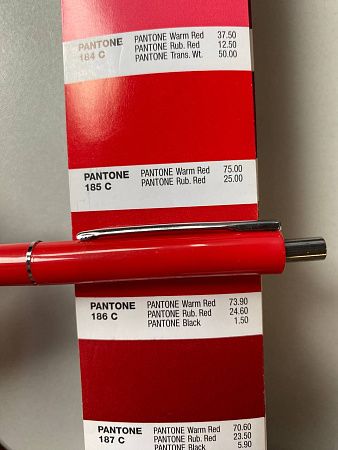 PANTONE 184 C PANTONE Warm Red 37.50
PANTONE Rub. Red 12.50
PANTONE Trans. Wt. 50.00
PANTONE 185 C PANTONE Warm Red 75.00
PANTONE Rub. Red 25.00
PANTONE 186 C PANTONE Warm Red 73.90
PANTONE Rub. Red 24.60
PANTONE Black 1.50
PANTONE 187 C PANTONE Warm Red 70.60
PANTONE Rub. Red 23.50
PANTONE Black 5.90